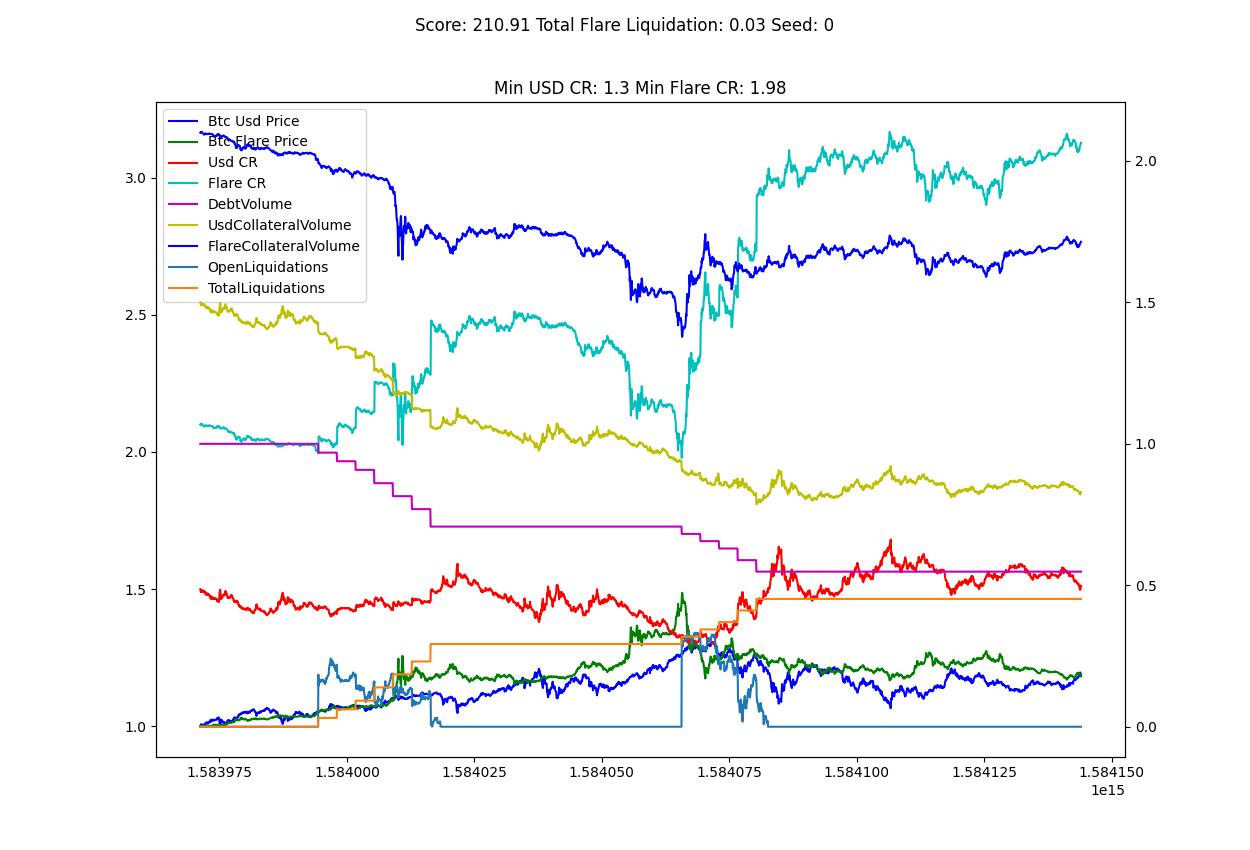 Score: 210.91 Total Flare Liquidation: 0.03 Seed: 0
Min USD CR: 1.3 Min Flare CR: 1.98
Btc Usd Price
Btc Flare Price
Usd CR
Flare CR
DebtVolume
UsdCollateralVolume
FlareCollateralVolume
OpenLiquidations
TotalLiquidations
3.0
2.5
2.0
1.5
1.0
2.0
1.5
1.0
0.5
0.0
1.583975 1.584000 1.584025 1.584050 1.584075 1.584100 1.584125 1.584150
1e15